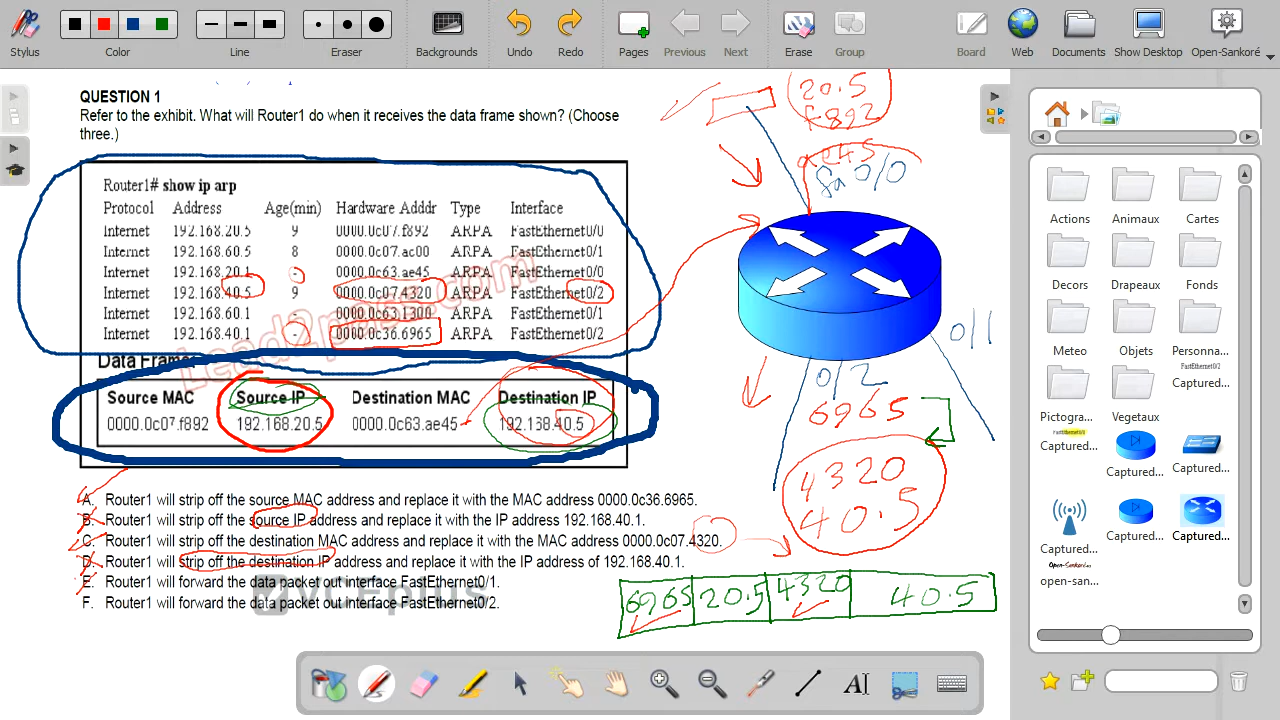 Stylus
Color
Line
Eraser
Backgrounds
Undo
Redo
Pages
Previous
Next
Erase
Group
Board
Web
Documents
Show Desktop
Open-Sankoré
QUESTION 1
Refer to the exhibit. What will Router1 do when it receives the data frame shown? (Choose
three.)
Router1# show ip arp
Protocol Address Age(min) Hardware Adddr Type Interface
Internet 192.168.20.5 9 0000.0c07.f892 ARPA FastEthernet0/0
Internet 192.168.60.5 8 0000.0c07.ac00 ARPA FastEthernet0/1
Internet 192.168.20.1 - 0000.0c63.ae45 ARPA FastEthernet0/0
Internet 192.168.40.5 9 0000.0c07.4320 ARPA FastEthernet0/2
Internet 192.168.60.1 - 0000.0c63.1300 ARPA FastEthernet0/1
Internet 192.168.40.1 - 0000.0c36.6965 ARPA FastEthernet0/2
Lead2pass.com
Data Frame
Source MAC Source IP Destination MAC Destination IP
0000.0c07.f892 192.168.20.5 0000.0c63.ae45 192.138.40.5
A. Router1 will strip off the source MAC address and replace it with the MAC address 0000.0c36.6965.
B. Router1 will strip off the source IP address and replace it with the IP address 192.168.40.1.
C. Router1 will strip off the destination MAC address and replace it with the MAC address 0000.0c07.4320.
D. Router1 will strip off the destination IP address and replace it with the IP address of 192.168.40.1.
E. Router1 will forward the data packet out interface FastEthernet0/1.
F. Router1 will forward the data packet out interface FastEthernet0/2.
VCEplus
20.5
f892
ae45
fa 0/0
0/1
0/2
6965
4320
40.5
6965 20.5 4320 40.5
Actions
Animaux
Cartes
Decors
Drapeaux
Fonds
Meteo
Objets
Personna...
FastEthernet0/2
Captured...
Pictogra...
Vegetaux
FastEthernet0/0
Captured...
Captured...
Captured...
Captured...
Captured...
Captured...
Open-Sankoré
open-san...